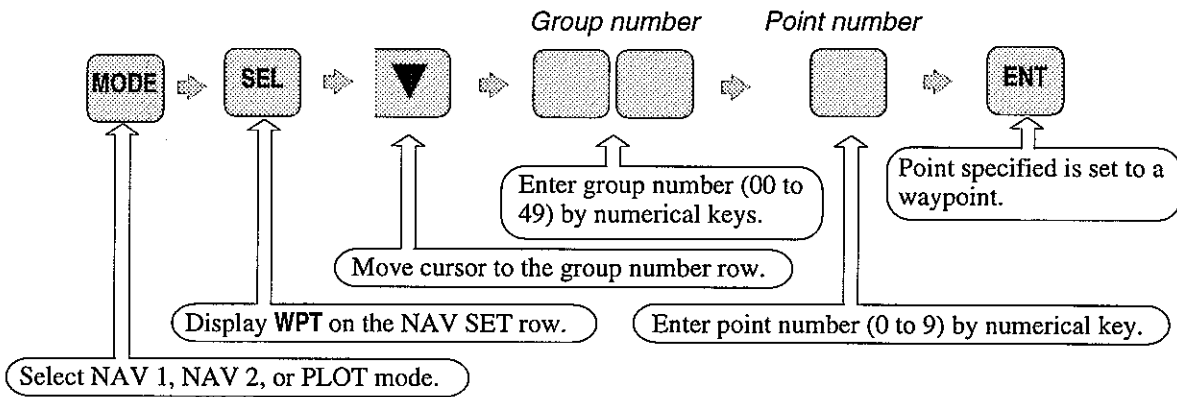 Group number
Point number
MODE
SEL
ENT
Point specified is set to a
waypoint.
Enter group number (00 to
49) by numerical keys.
Move cursor to the group number row.
Display WPT on the NAV SET row.
Enter point number (0 to 9) by numerical key.
Select NAV 1, NAV 2, or PLOT mode.